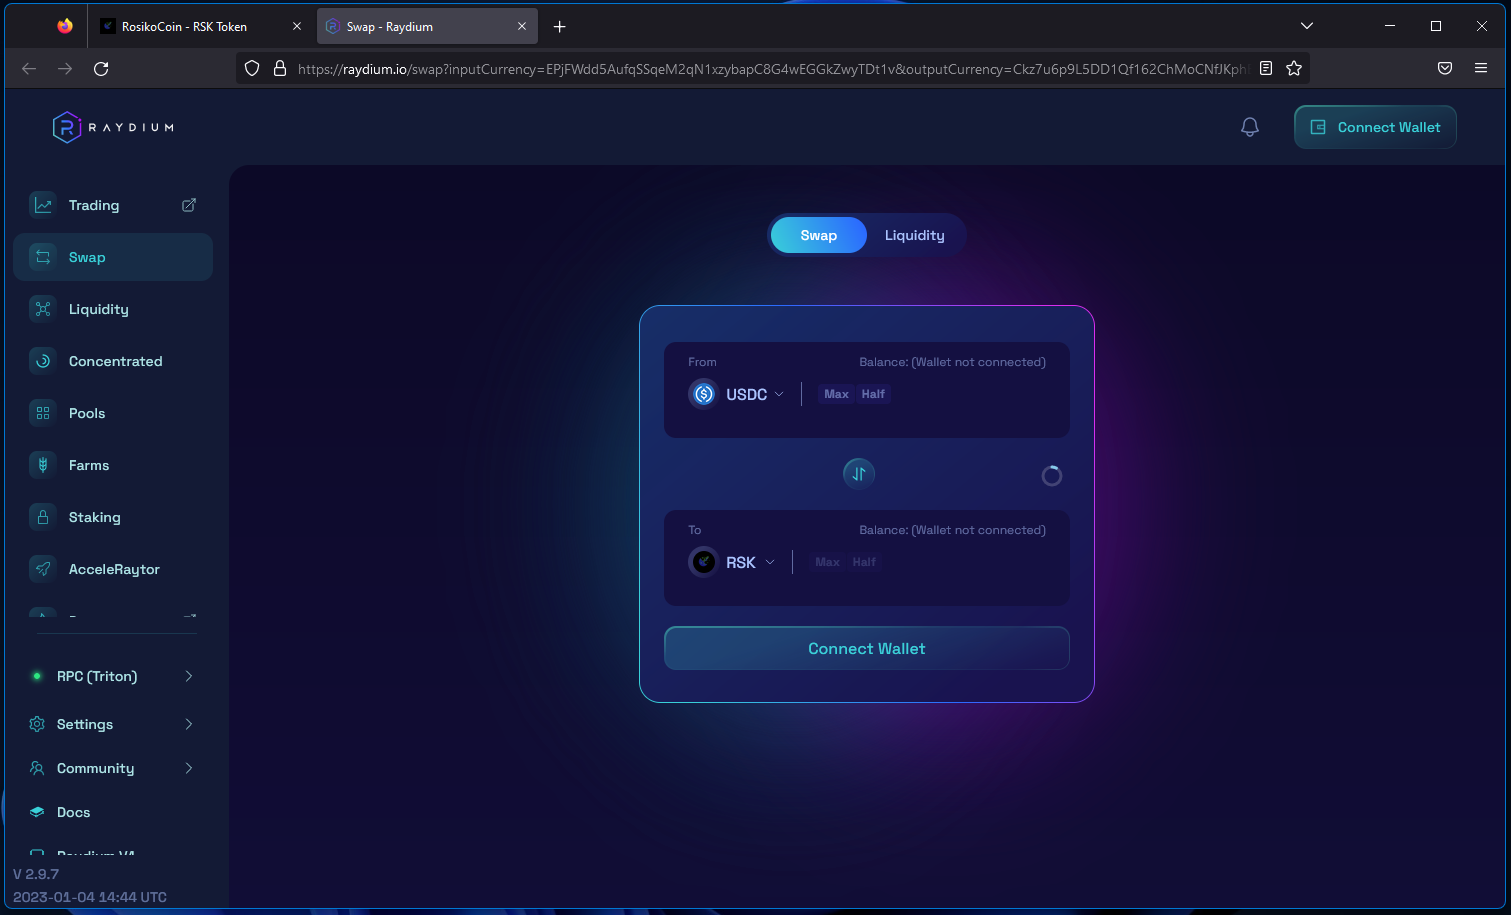 RosikoCoin - RSK Token
Swap - Raydium
https://raydium.io/swap?inputCurrency=EPjFWdd5AufqSSqeM2qN1xzybapC8G4wEGGkZwyTDt1v&outputCurrency=Ckz7u6p9L5DD1Qf162ChMoCNfJKph
RAYDIUM
Connect Wallet
Trading
Swap
Liquidity
Concentrated
Pools
Farms
Staking
AcceleRaytor
RPC (Triton)
Settings
Community
Docs
Raydium V4
V 2.9.7
2023-01-04 14:44 UTC
Swap
Liquidity
From
Balance: (Wallet not connected)
USDC
Max Half
To
Balance: (Wallet not connected)
RSK
Max Half
Connect Wallet